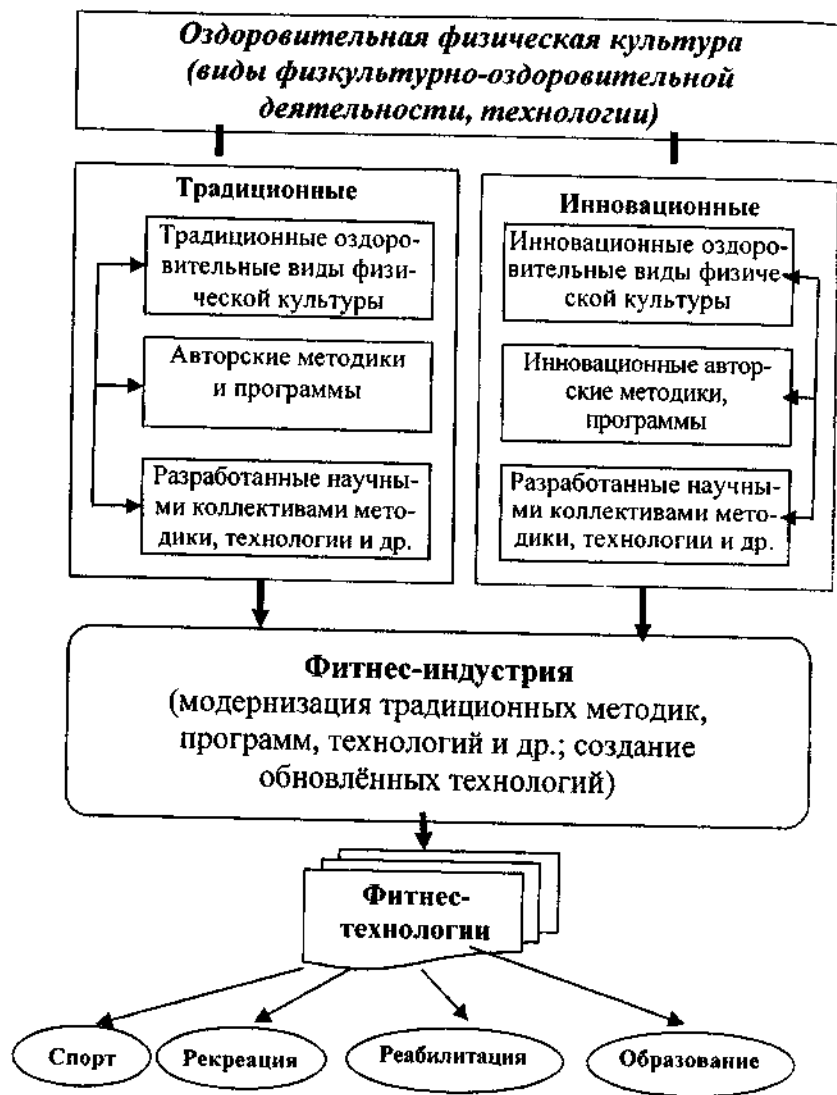 Оздоровительная физическая культура
(виды физкультурно-оздоровительной
деятельности, технологии)
Традиционные
Традиционные оздоро-
вительные виды физи-
ческой культуры
Авторские методики
и программы
Разработанные научны-
ми коллективами мето-
дики, технологии и др.
Инновационные
Инновационные оздоро-
вительные виды физиче
ской культуры
Инновационные автор-
ские методики,
программы
Разработанные научны-
ми коллективами мето-
дики, технологии и др.
Фитнес-индустрия
(модернизация традиционных методик,
программ, технологий и др.; создание
обновлённых технологий)
Фитнес-
технологии
Спорт
Рекреация
Реабилитация
Образование